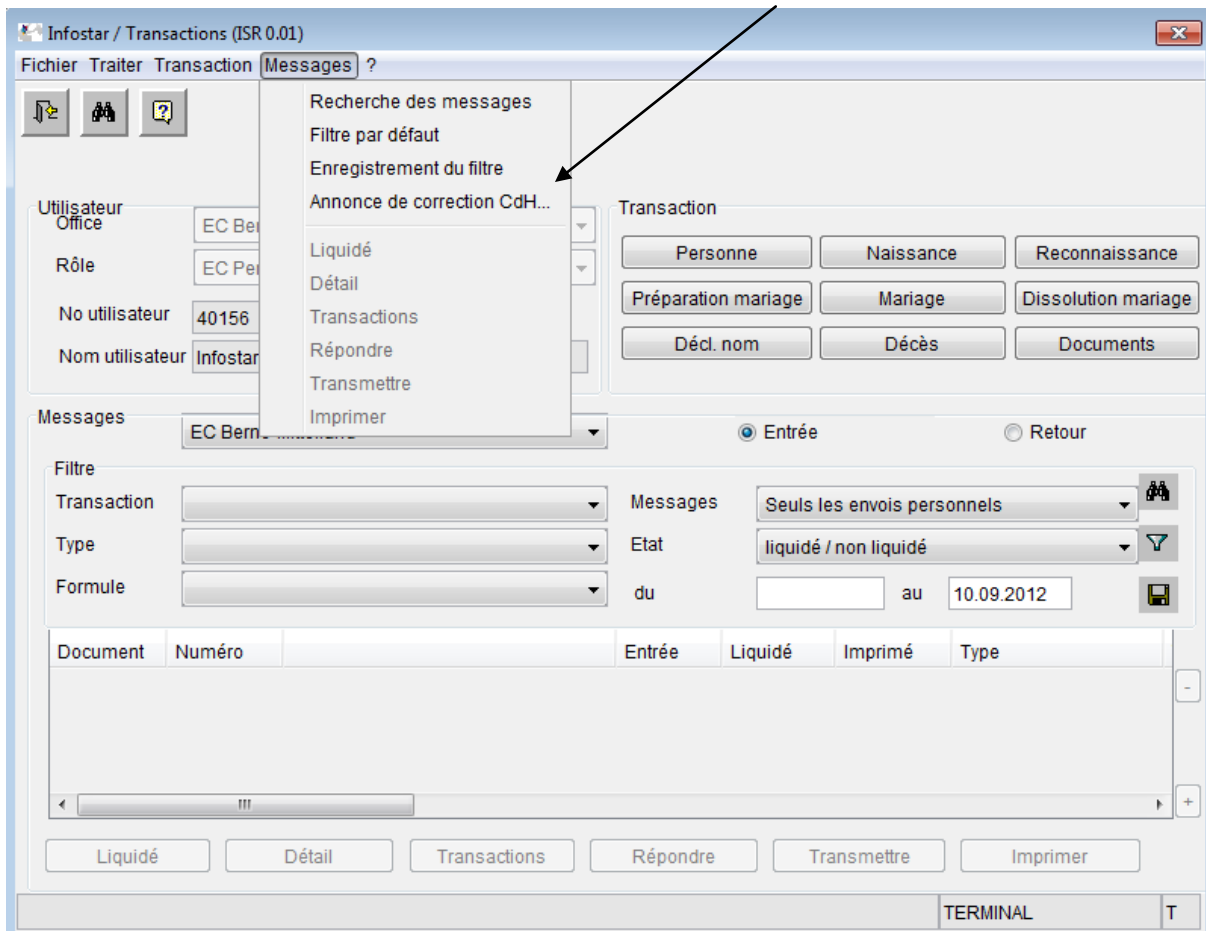 Infostar / Transactions (ISR 0.01)
Fichier Traiter Transaction Messages ?
Recherche des messages
Filtre par défaut
Enregistrement du filtre
Annonce de correction CdH...
Liquidé
Détail
Transactions
Répondre
Transmettre
Imprimer
Utilisateur
Office EC Ber
Rôle EC Per
No utilisateur 40156
Nom utilisateur Infostar
Transaction
Personne Naissance Reconnaissance
Préparation mariage Mariage Dissolution mariage
Décl. nom Décès Documents
Messages EC Berne Entrée Retour
Filtre
Transaction Messages Seuls les envois personnels
Type Etat liquidé / non liquidé
Formule du au 10.09.2012
Document Numéro Entrée Liquidé Imprimé Type
-
+
Liquidé Détail Transactions Répondre Transmettre Imprimer
TERMINAL T